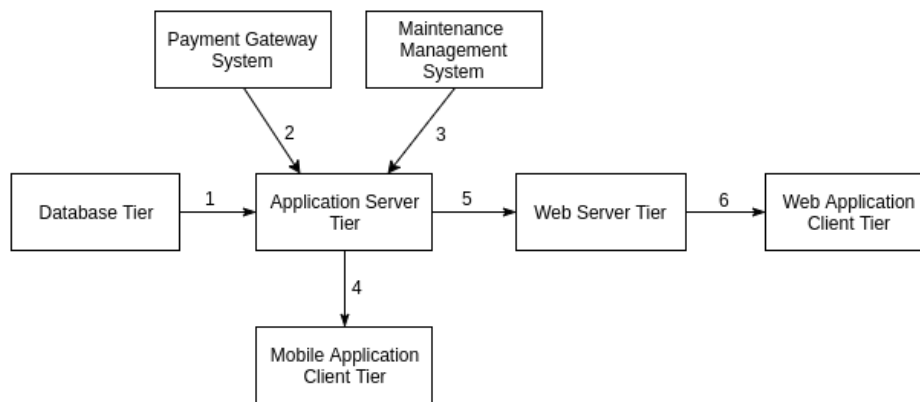 Payment Gateway
System
Maintenance
Management
System
2
3
Database Tier
1
Application Server
Tier
5
Web Server Tier
6
Web Application
Client Tier
4
Mobile Application
Client Tier